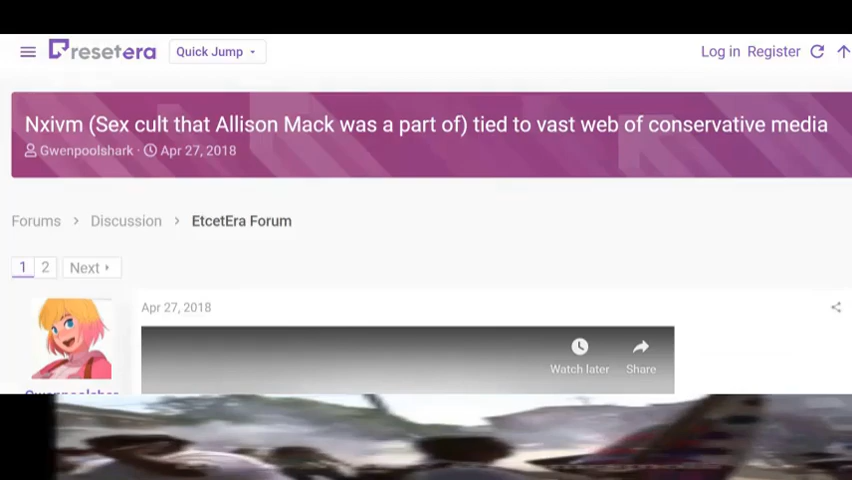 resetera Quick Jump Log in Register
Nxivm (Sex cult that Allison Mack was a part of) tied to vast web of conservative media
Gwenpoolshark · Apr 27, 2018
Forums > Discussion > EtcetEra Forum
1 2 Next
Apr 27, 2018
Watch later Share